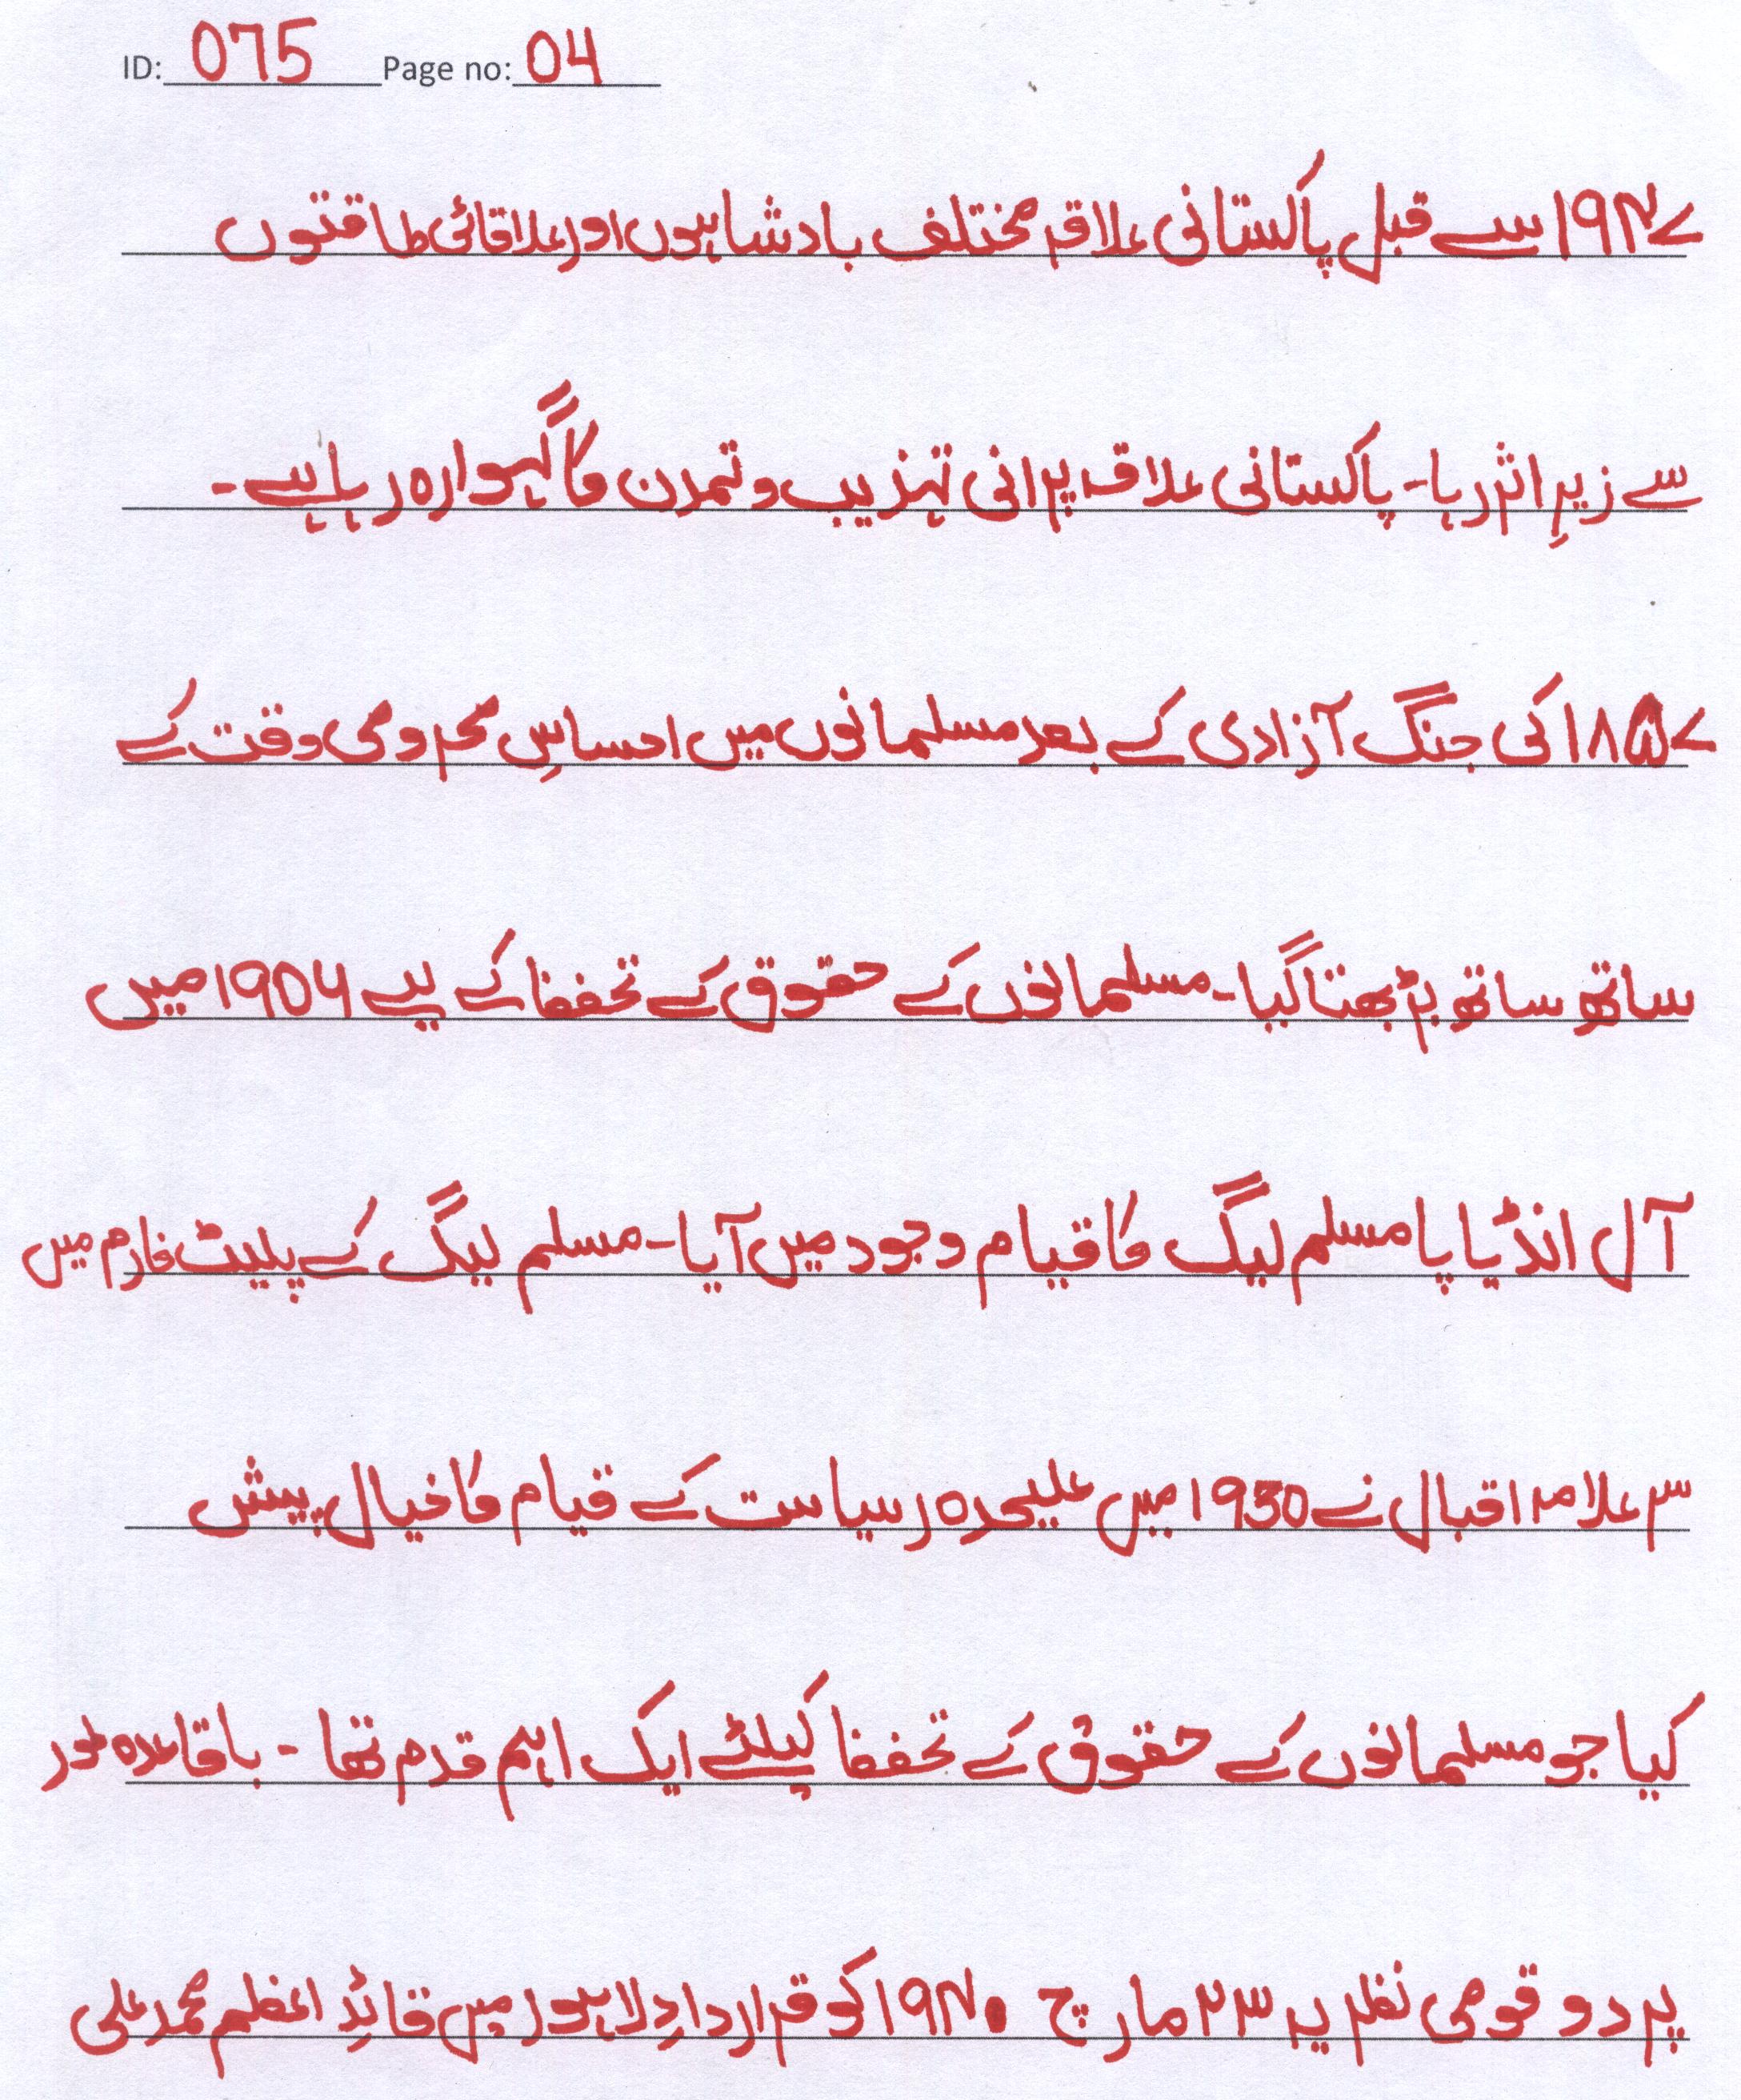 ID: 075 Page no: 04
۱۹۴۷ سے قبل پاکستانی علاقہ مختلف بادشاہوں اور علاقائی طاقتوں
سے زیرِ اثر رہا۔ پاکستانی علاقہ پرانی تہذیب و تمدن کا گہوارہ رہا ہے۔
۱۸۵۷ کی جنگ آزادی کے بعد مسلمانوں میں احساسِ محرومی وقت کے
ساتھ ساتھ بڑبھتا گیا۔ مسلمانوں کے حقوق کے تحفظ کے لیے ۱۹۰۶ میں
آل انڈیا پا مسلم لیگ کا قیام وجود میں آیا۔ مسلم لیگ کے پلیٹ فارم میں
۳ علامہ اقبال نے 1930 میں علیحدہ ریاست کے قیام کا خیال پیش
کیا جو مسلمانوں کے حقوق کے تحفظ کیلئے ایک اہم قدم تھا - باقاعدہ طور
پر دو قومی نظریہ ۲۳ مارچ ۱۹۴۰ کو قراردادِ لاہور میں قائدِ اعظم محمد علی